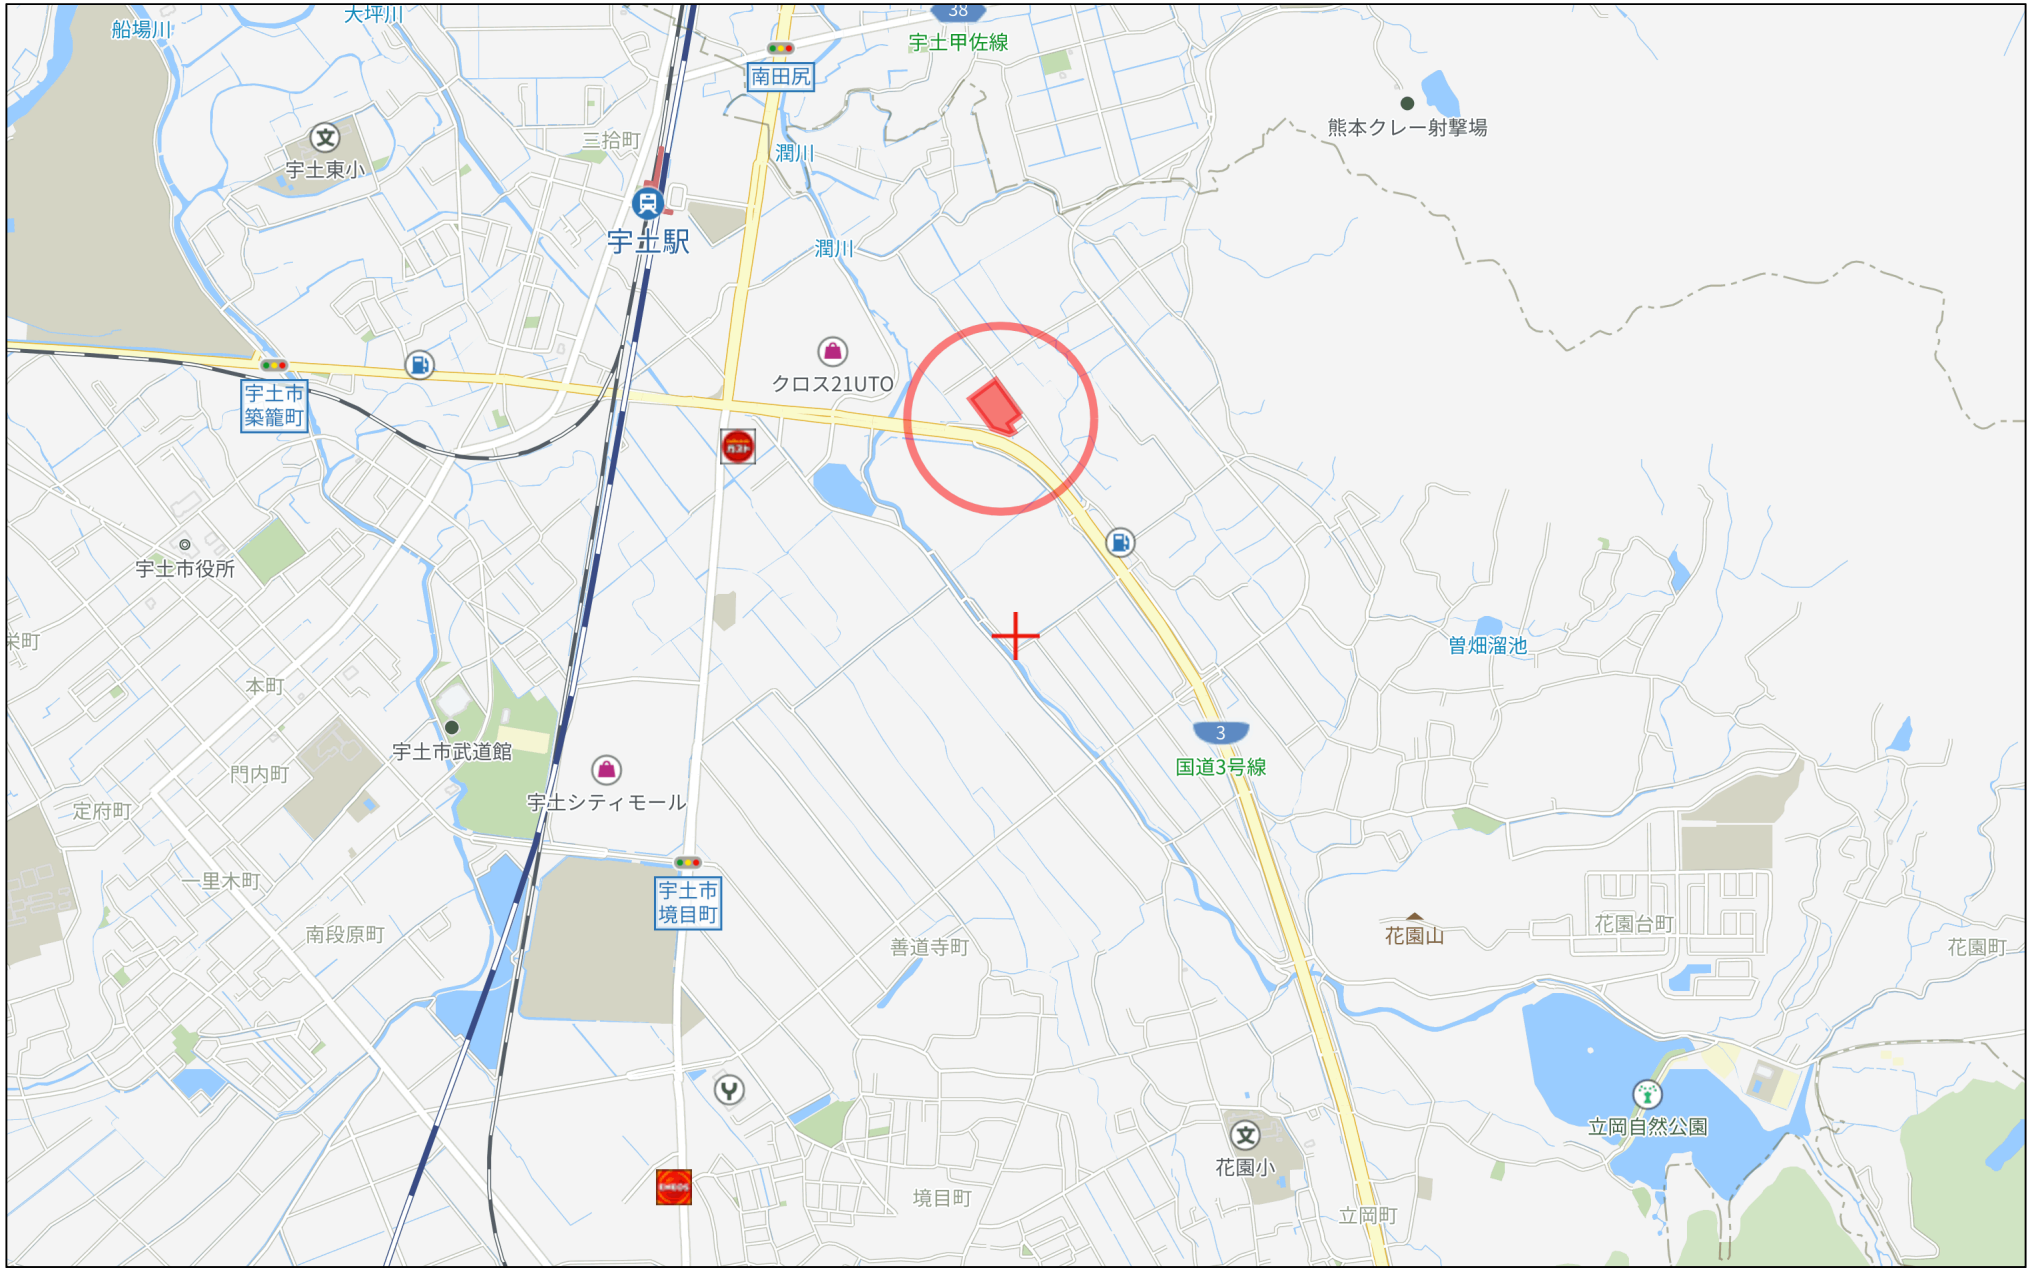 船場川
大坪川
38
宇土甲佐線
南田尻
熊本クレー射撃場
三拾町
宇土東小
潤川
宇土駅
潤川
クロス21UTO
宇土市
築籠町
ガスト
宇土市役所
栄町
本町
曽畑溜池
宇土市武道館
3
国道3号線
門内町
宇土シティモール
定府町
一里木町
宇土市
境目町
南段原町
善道寺町
花園山
花園台町
花園町
立岡自然公園
花園小
ENEOS
境目町
立岡町